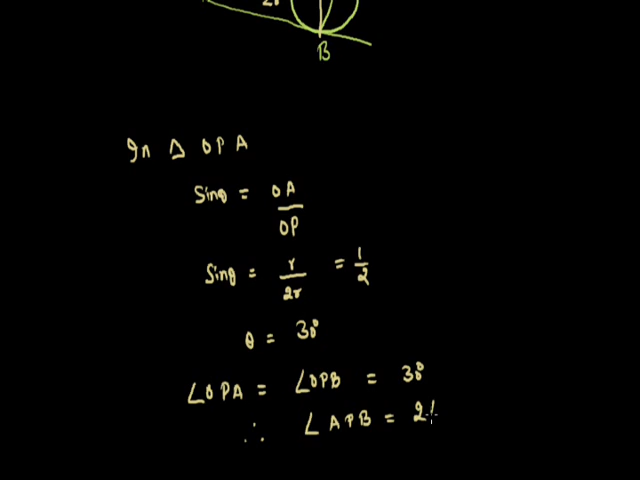 B
In Δ OPA
Sinθ = OA/OP
Sinθ = r/2r = 1/2
θ = 30°
∠OPA = ∠OPB = 30°
∴ ∠APB = 2